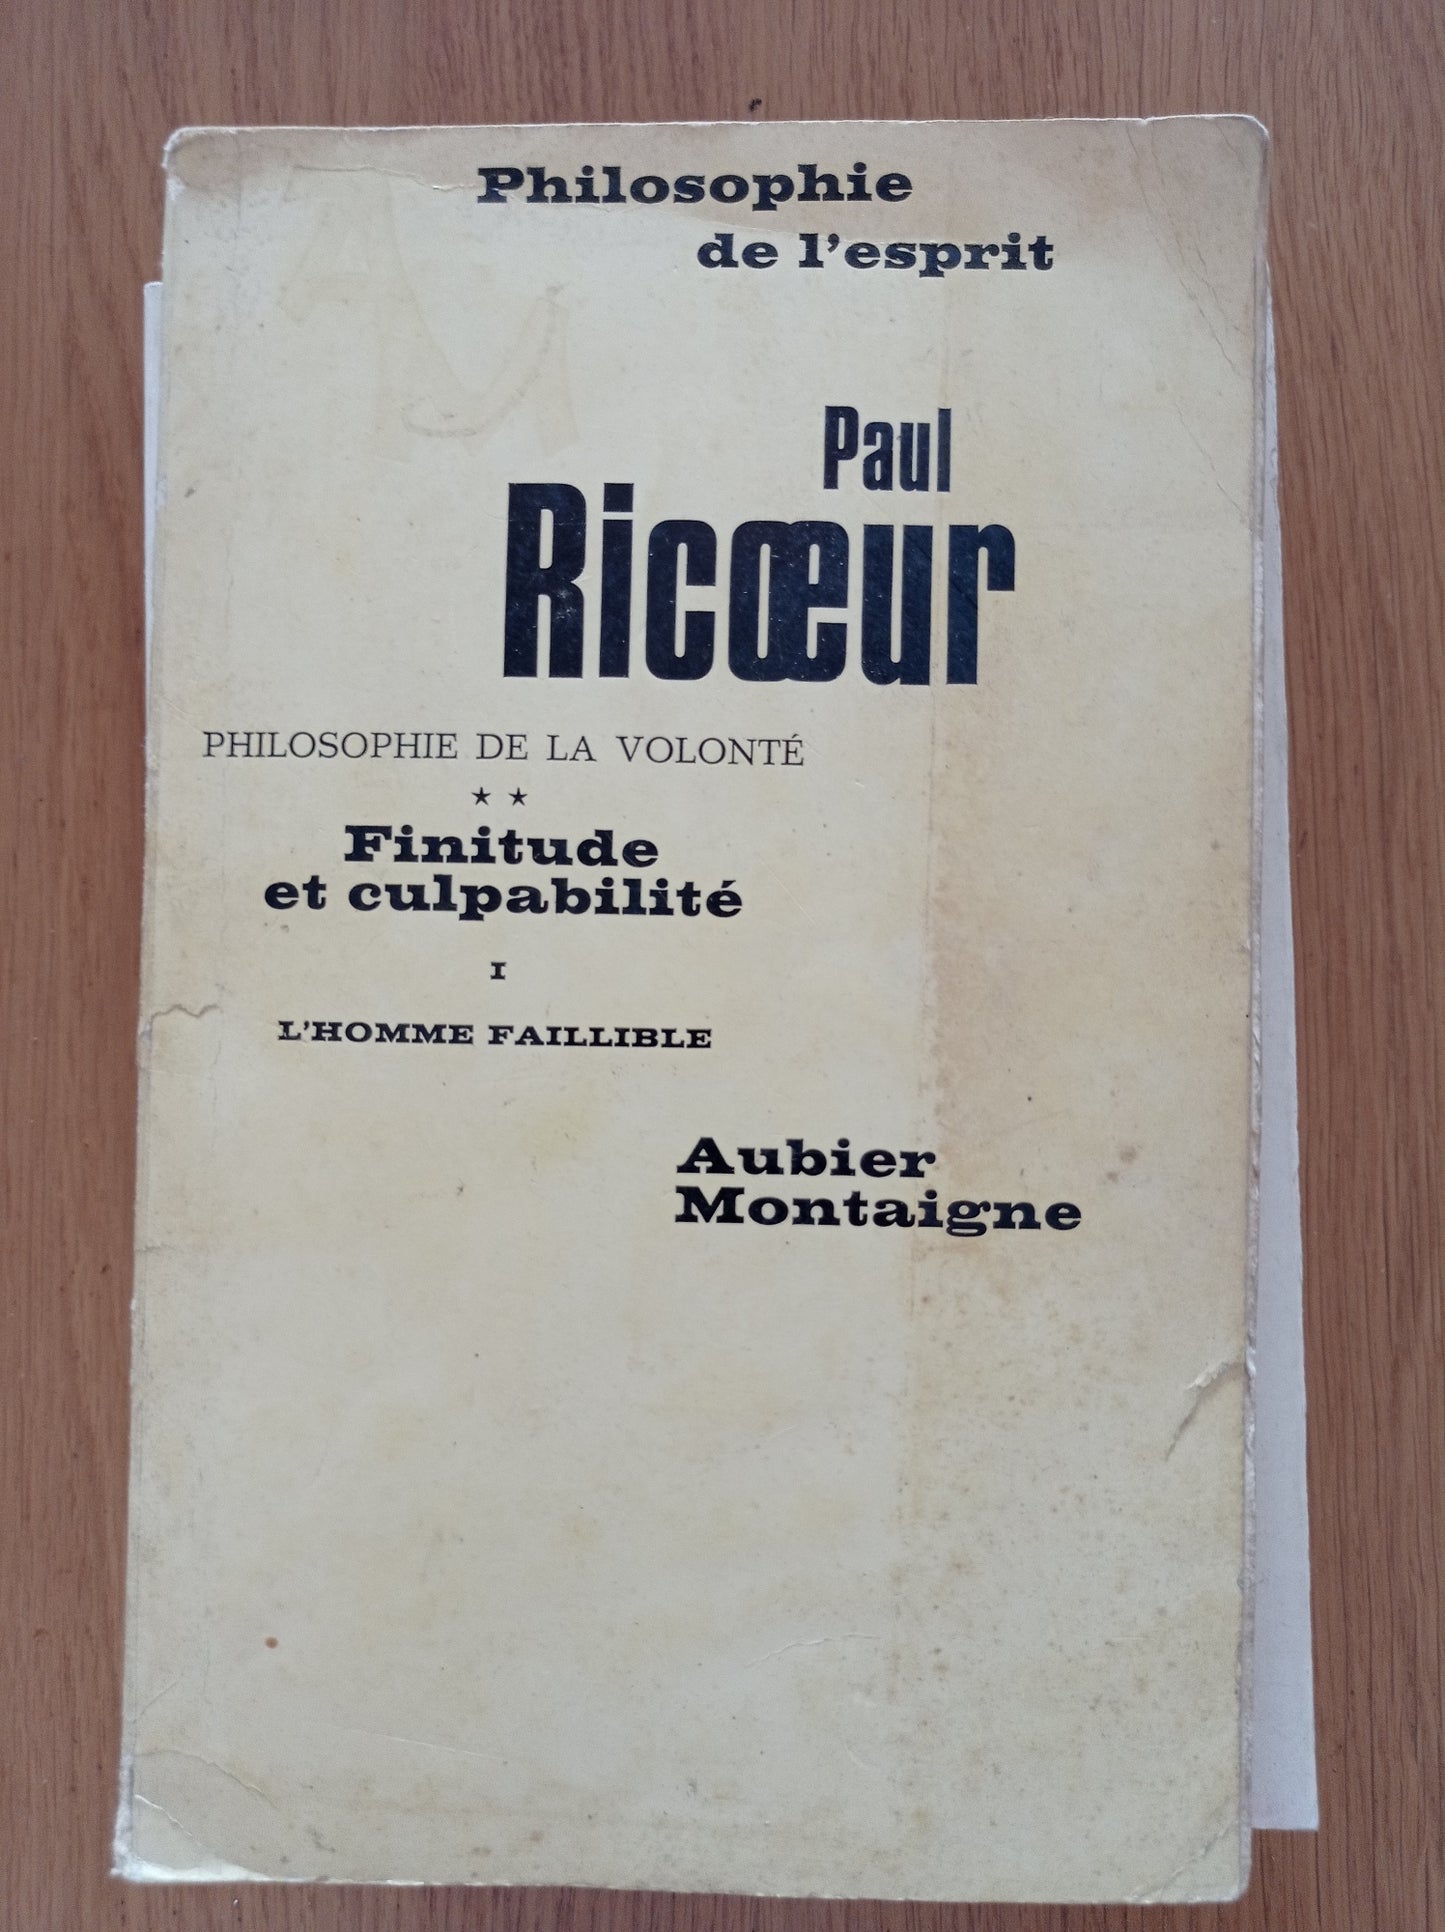 Philosophie
de l'esprit
Paul
Ricœur
PHILOSOPHIE DE LA VOLONTÉ
★ ★
Finitude
et culpabilité
I
L'HOMME FAILLIBLE
Aubier
Montaigne